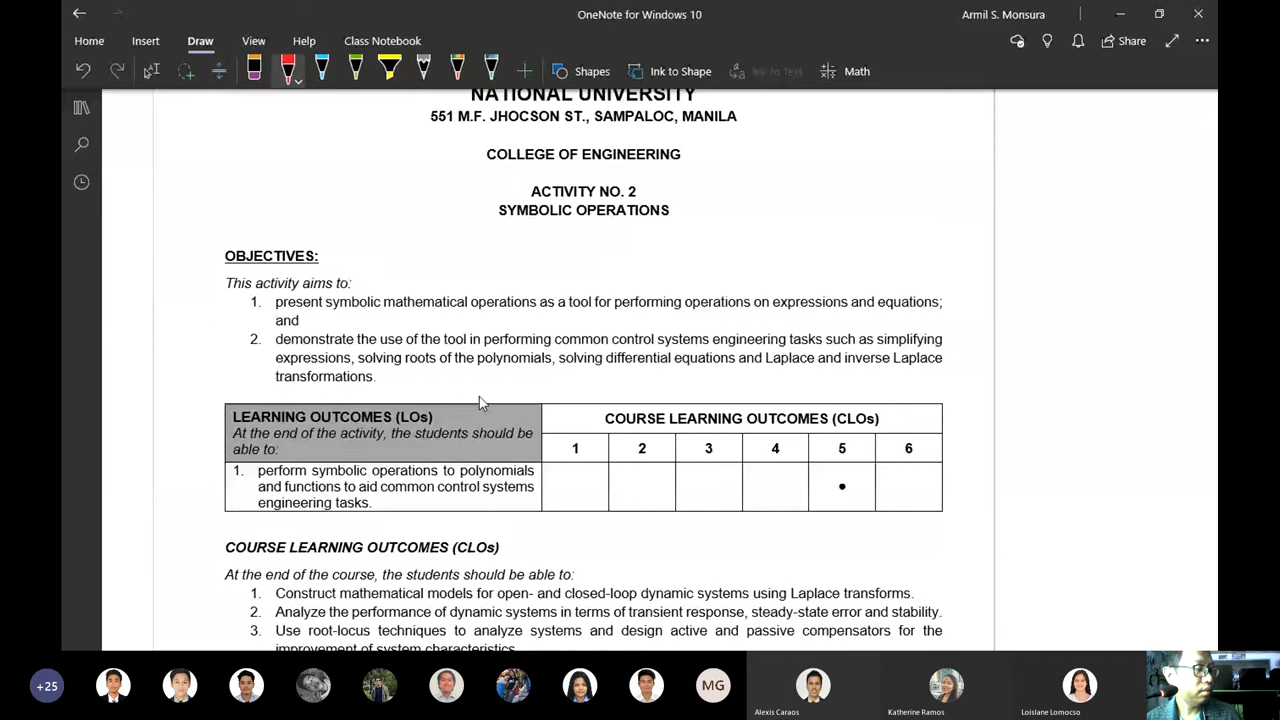 OneNote for Windows 10
Armil S. Monsura
Home Insert Draw View Help Class Notebook
Share
Shapes Ink to Shape Ink to Text Math
NATIONAL UNIVERSITY
551 M.F. JHOCSON ST., SAMPALOC, MANILA
COLLEGE OF ENGINEERING
ACTIVITY NO. 2
SYMBOLIC OPERATIONS
OBJECTIVES:
This activity aims to:
1. present symbolic mathematical operations as a tool for performing operations on expressions and equations;
and
2. demonstrate the use of the tool in performing common control systems engineering tasks such as simplifying
expressions, solving roots of the polynomials, solving differential equations and Laplace and inverse Laplace
transformations.
LEARNING OUTCOMES (LOs)
At the end of the activity, the students should be
able to:
COURSE LEARNING OUTCOMES (CLOs)
1 2 3 4 5 6
1. perform symbolic operations to polynomials
and functions to aid common control systems
engineering tasks.
•
COURSE LEARNING OUTCOMES (CLOs)
At the end of the course, the students should be able to:
1. Construct mathematical models for open- and closed-loop dynamic systems using Laplace transforms.
2. Analyze the performance of dynamic systems in terms of transient response, steady-state error and stability.
3. Use root-locus techniques to analyze systems and design active and passive compensators for the
improvement of system characteristics.
+25
MG
Alexis Caraos
Katherine Ramos
Loislane Lomocso